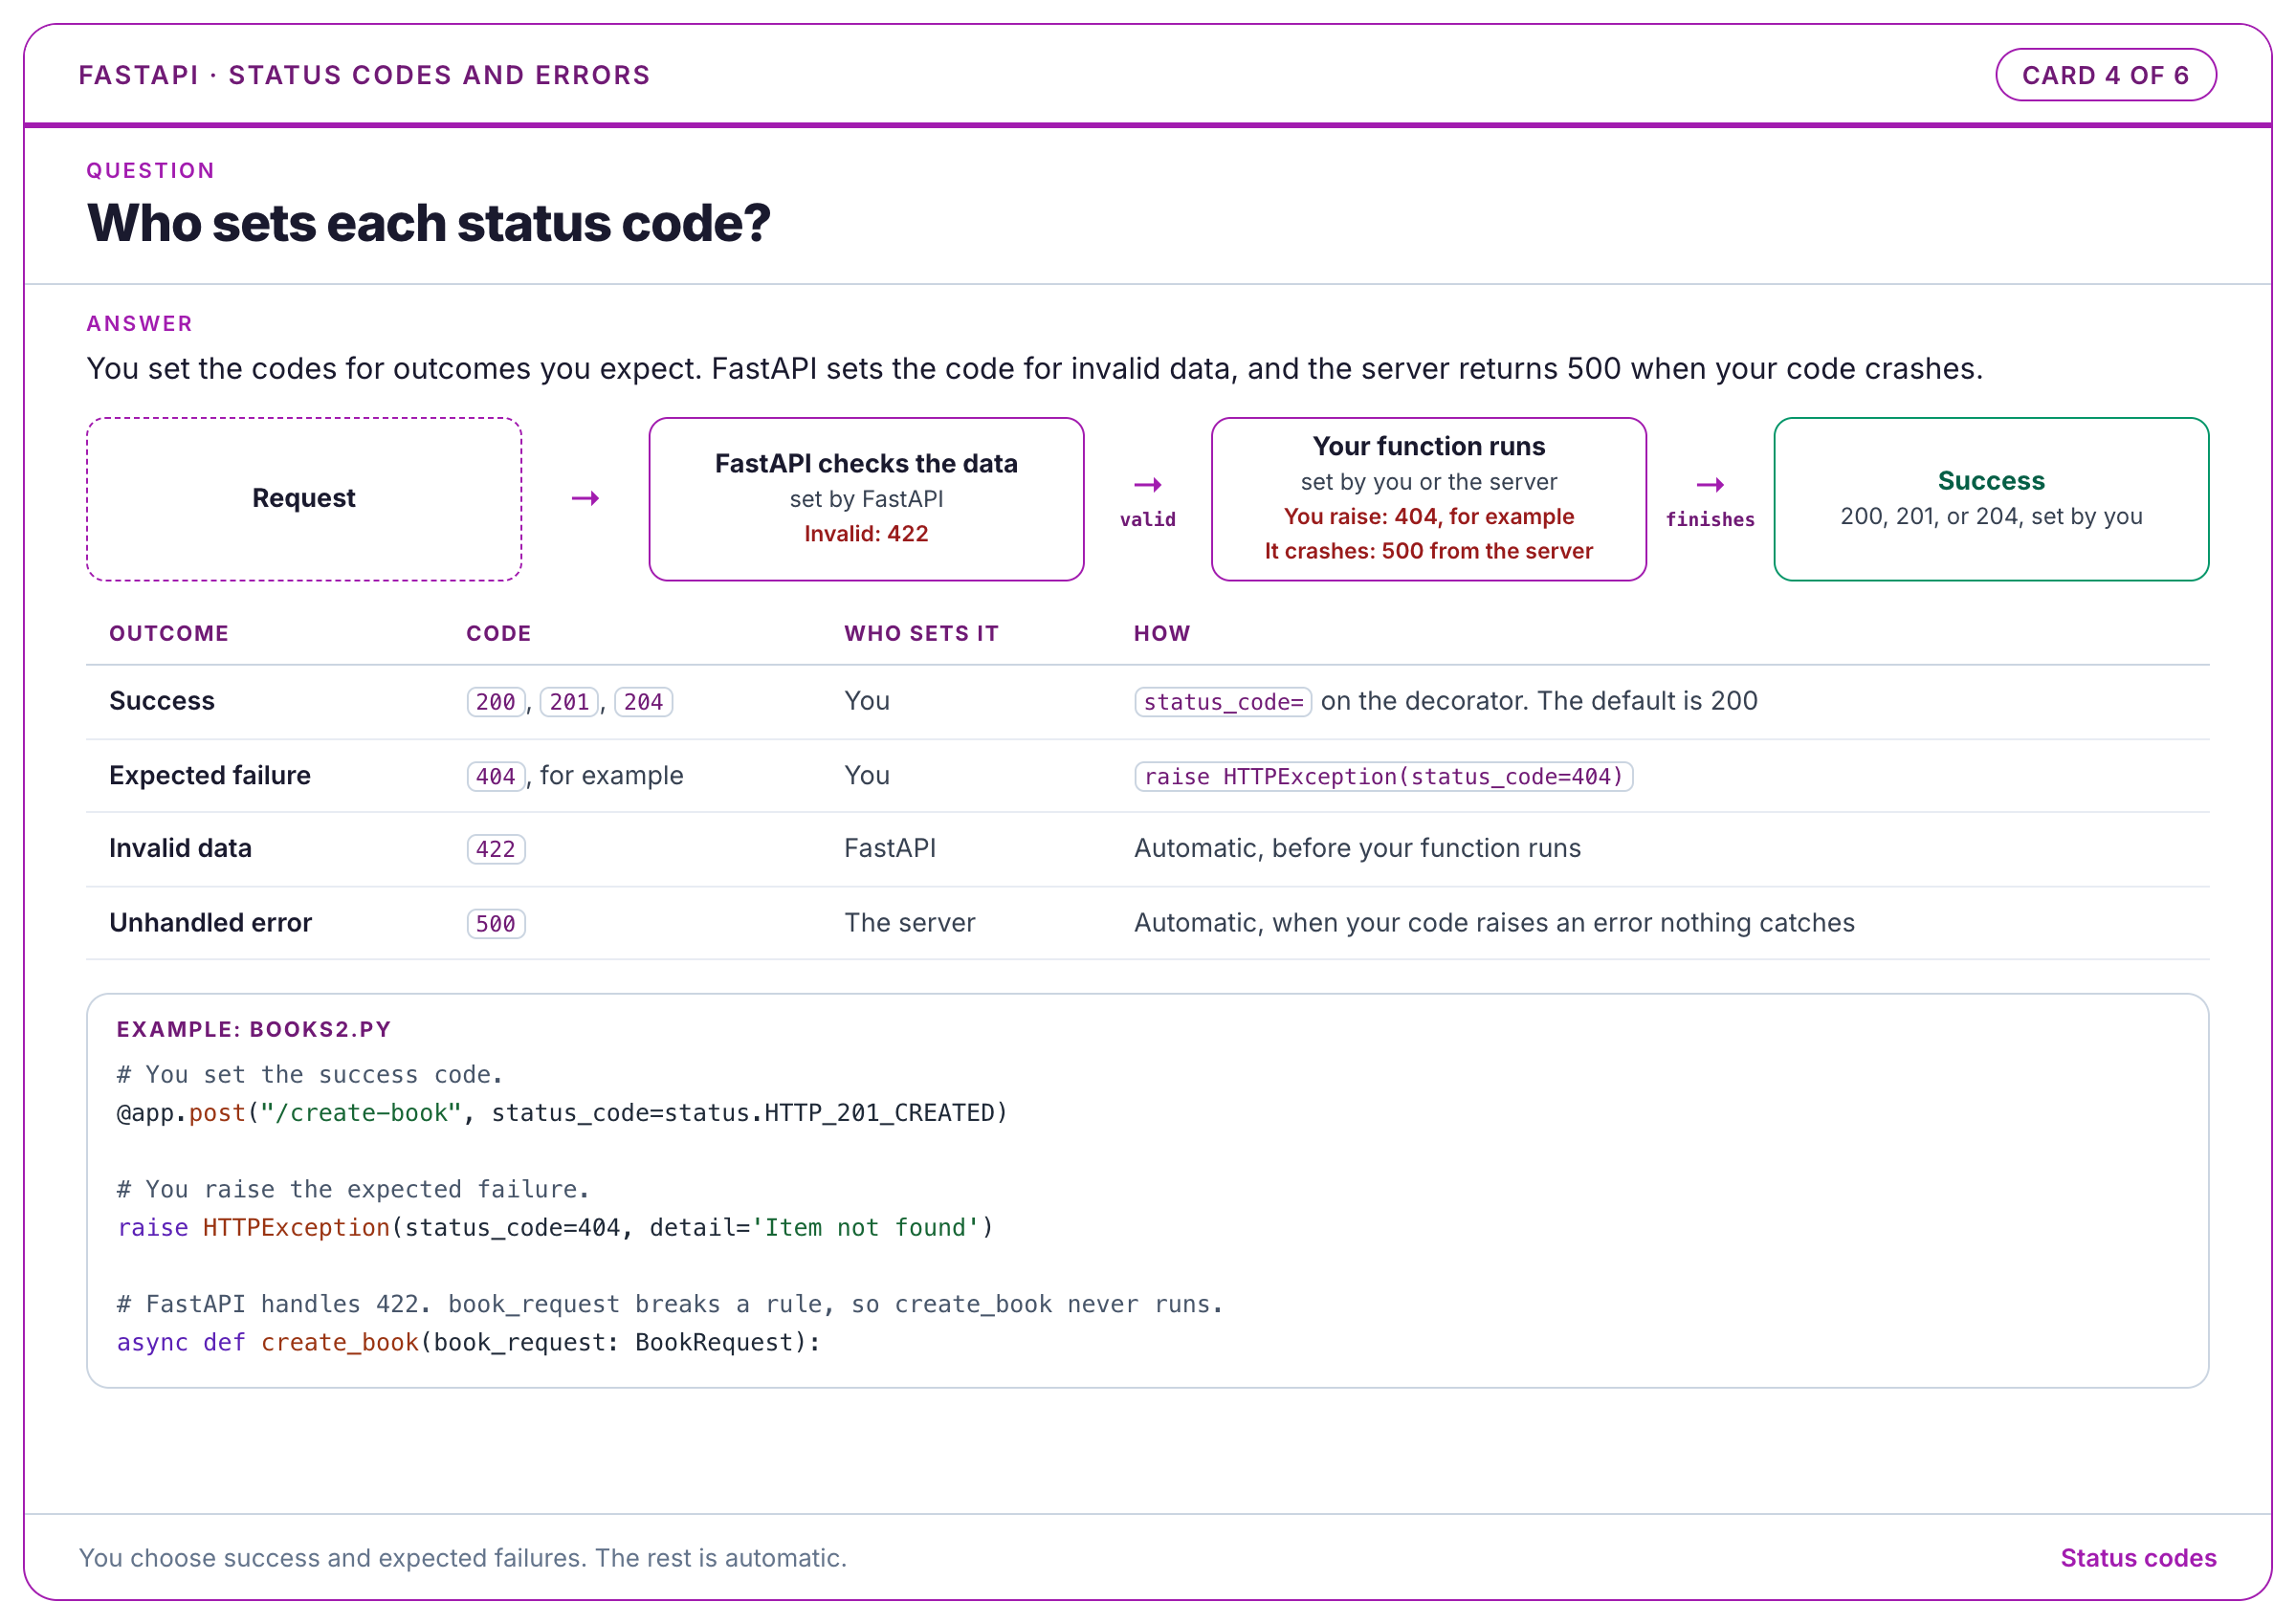 FASTAPI · STATUS CODES AND ERRORS
CARD 4 OF 6
QUESTION
Who sets each status code?
ANSWER
You set the codes for outcomes you expect. FastAPI sets the code for invalid data, and the server returns 500 when your code crashes.
Request
→
FastAPI checks the data
set by FastAPI
Invalid: 422
→
valid
Your function runs
set by you or the server
You raise: 404, for example
It crashes: 500 from the server
→
finishes
Success
200, 201, or 204, set by you
OUTCOME CODE WHO SETS IT HOW
Success 200, 201, 204 You status_code= on the decorator. The default is 200
Expected failure 404, for example You raise HTTPException(status_code=404)
Invalid data 422 FastAPI Automatic, before your function runs
Unhandled error 500 The server Automatic, when your code raises an error nothing catches
EXAMPLE: BOOKS2.PY
# You set the success code.
@app.post("/create-book", status_code=status.HTTP_201_CREATED)
# You raise the expected failure.
raise HTTPException(status_code=404, detail='Item not found')
# FastAPI handles 422. book_request breaks a rule, so create_book never runs.
async def create_book(book_request: BookRequest):
You choose success and expected failures. The rest is automatic.
Status codes